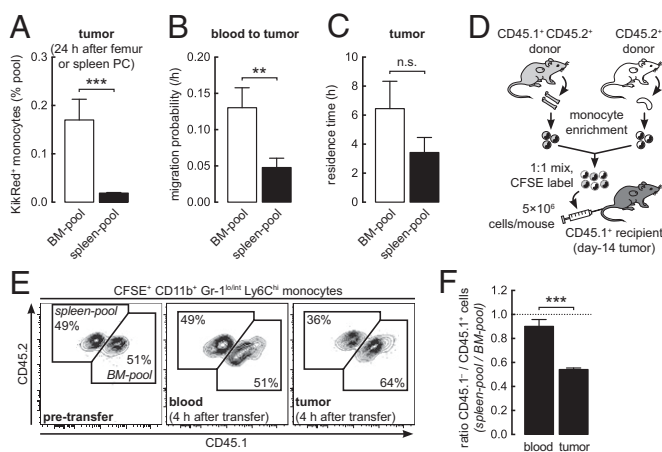 A
tumor
(24 h after femur
or spleen PC)
***
KikRed+ monocytes (% pool)
0.3
0.2
0.1
0.0
BM-pool
spleen-pool
B
blood to tumor
**
migration probability (/h)
0.20
0.15
0.10
0.05
0.00
BM-pool
spleen-pool
C
tumor
n.s.
residence time (h)
10
8
6
4
2
0
BM-pool
spleen-pool
D
CD45.1+ CD45.2+
donor
CD45.2+
donor
monocyte
enrichment
1:1 mix,
CFSE label
5×10⁶
cells/mouse
CD45.1+ recipient
(day-14 tumor)
E
CFSE+ CD11b+ Gr-1lo/int Ly6Chi monocytes
CD45.2
spleen-pool
49%
51%
BM-pool
pre-transfer
49%
51%
blood
(4 h after transfer)
36%
64%
tumor
(4 h after transfer)
CD45.1
F
***
ratio CD45.1– / CD45.1+ cells
(spleen-pool / BM-pool)
1.2
1.0
0.8
0.6
0.4
0.2
0.0
blood
tumor